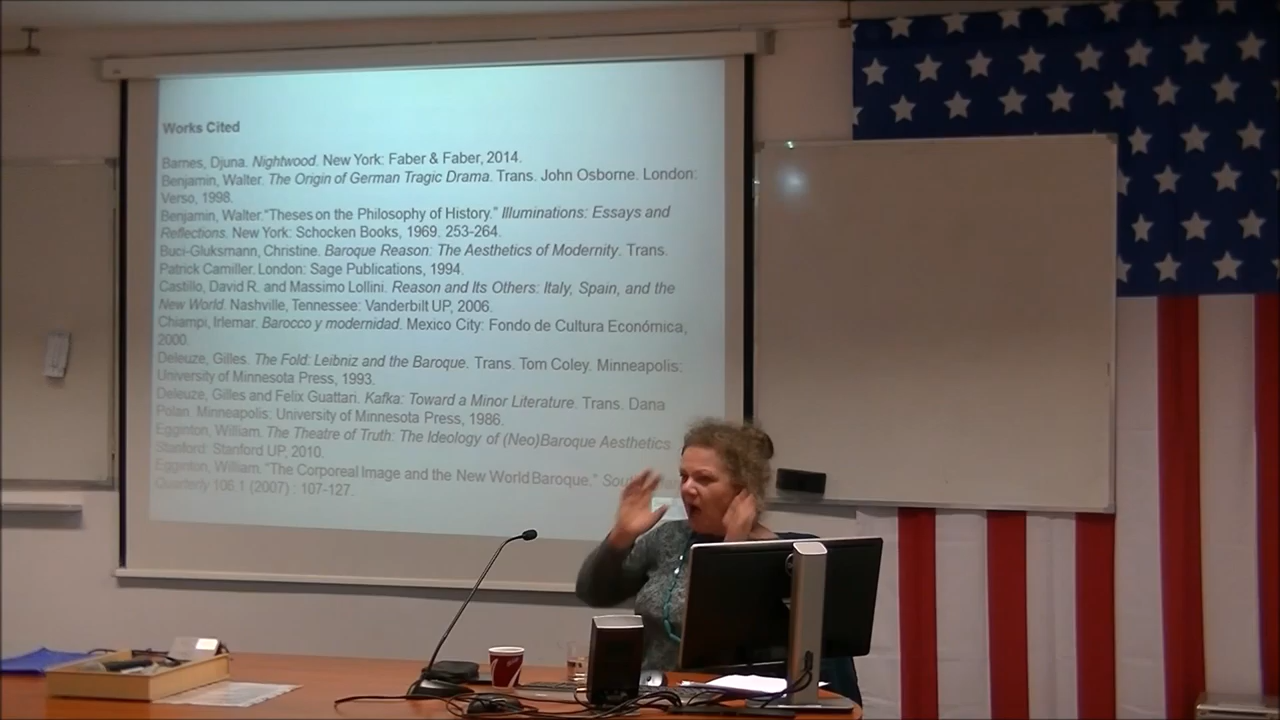 Works Cited
Barnes, Djuna. Nightwood. New York: Faber & Faber, 2014.
Benjamin, Walter. The Origin of German Tragic Drama. Trans. John Osborne. London:
Verso, 1998.
Benjamin, Walter."Theses on the Philosophy of History." Illuminations: Essays and
Reflections. New York: Schocken Books, 1969. 253-264.
Buci-Gluksmann, Christine. Baroque Reason: The Aesthetics of Modernity. Trans.
Patrick Camiller. London: Sage Publications, 1994.
Castillo, David R. and Massimo Lollini. Reason and Its Others: Italy, Spain, and the
New World. Nashville, Tennessee: Vanderbilt UP, 2006.
Chiampi, Irlemar. Barocco y modernidad. Mexico City: Fondo de Cultura Económica,
2000.
Deleuze, Gilles. The Fold: Leibniz and the Baroque. Trans. Tom Coley. Minneapolis:
University of Minnesota Press, 1993.
Deleuze, Gilles and Felix Guattari. Kafka: Toward a Minor Literature. Trans. Dana
Polan. Minneapolis: University of Minnesota Press, 1986.
Egginton, William. The Theatre of Truth: The Ideology of (Neo)Baroque Aesthetics
Stanford: Stanford UP, 2010.
Egginton, William. "The Corporeal Image and the New World Baroque."
Quarterly 106.1 (2007) : 107-127.